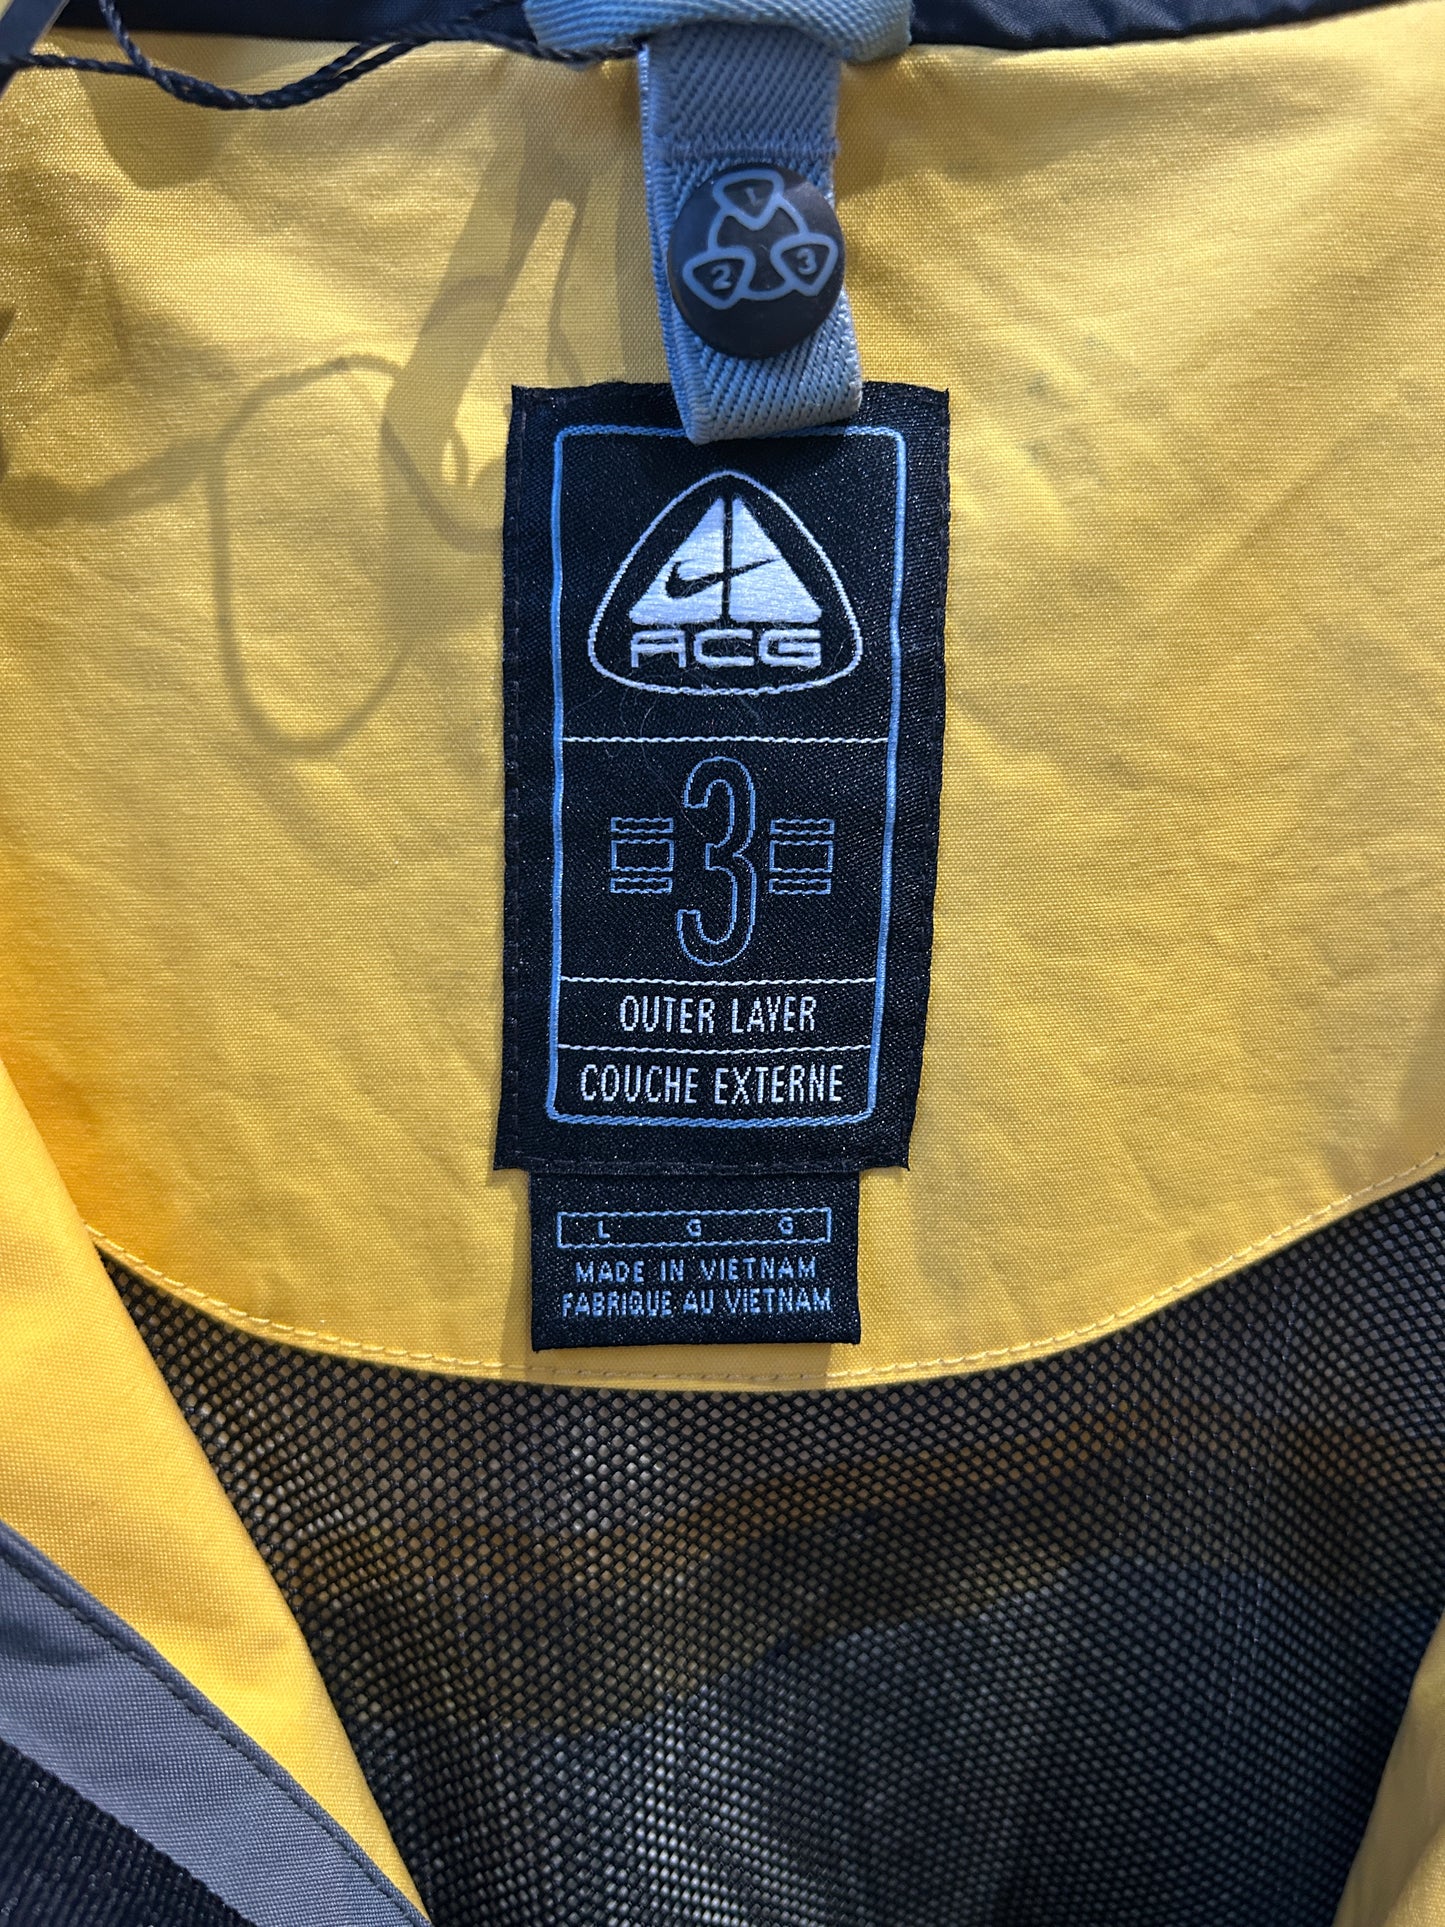 1
2 3
ACG
3
OUTER LAYER
COUCHE EXTERNE
L G G
MADE IN VIETNAM
FABRIQUE AU VIETNAM